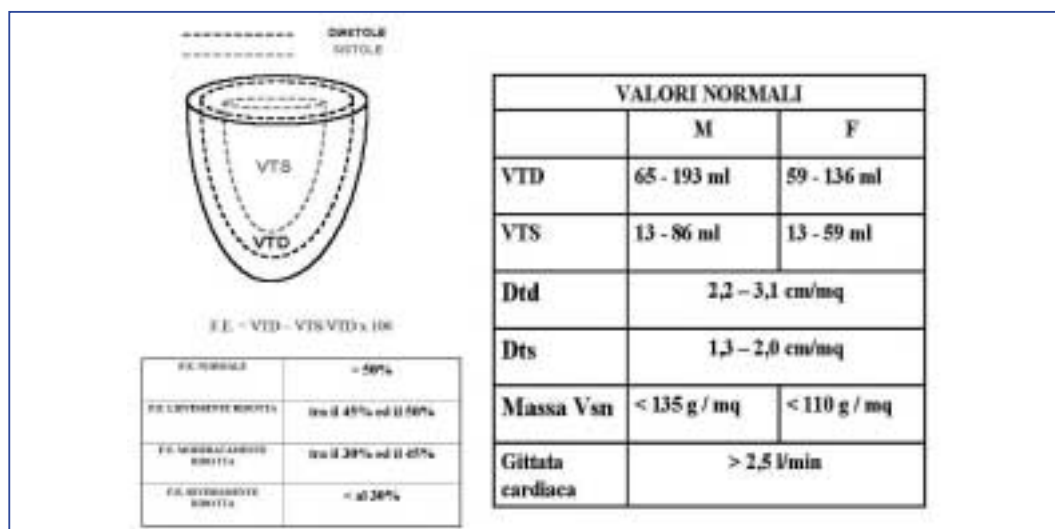 DIASTOLE
SISTOLE
VTS
VTD
F.E. = VTD - VTS/VTD x 100
F.E. NORMALE
50%
F.E. LIEVEMENTE RIDOTTA
tra il 45% ed il 50%
F.E. MODERATAMENTE
RIDOTTA
tra il 30% ed il 45%
F.E. SEVERAMENTE
RIDOTTA
< al 30%
VALORI NORMALI
M F
VTD 65 - 193 ml 59 - 136 ml
VTS 13 - 86 ml 13 - 59 ml
Dtd 2,2 – 3,1 cm/mq
Dts 1,3 – 2,0 cm/mq
Massa Vsn < 135 g / mq < 110 g / mq
Gittata
cardiaca
> 2,5 l/min